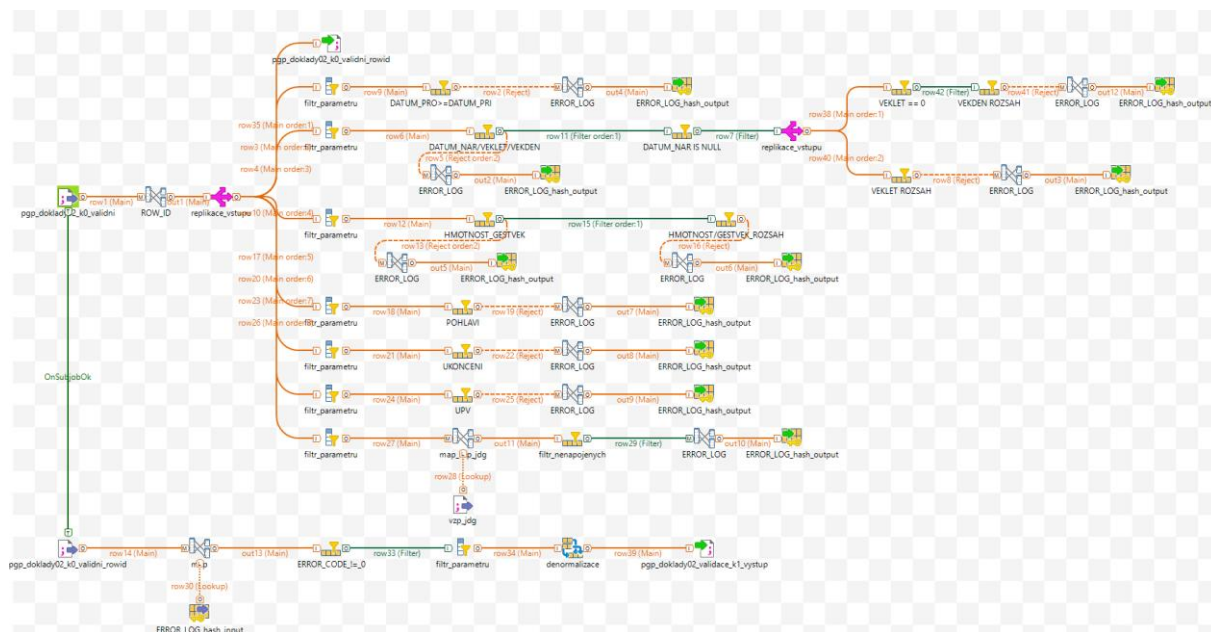 pgp_doklady02_k0_validni_rowid
filtr_parametru
row9 (Main)
DATUM_PRO>=DATUM_PRI
row2 (Reject)
ERROR_LOG
out4 (Main)
ERROR_LOG_hash_output
VEKLET == 0
row42 (Filter)
VEKDEN ROZSAH
row41 (Reject)
ERROR_LOG
out12 (Main)
ERROR_LOG_hash_output
row38 (Main order:1)
row35 (Main order:1)
row3 (Main
row4 (Main order:3)
filtr_parametru
row6 (Main)
DATUM_NAR/VEKLET/VEKDEN
row11 (Filter order:1)
DATUM_NAR IS NULL
row7 (Filter)
replikace_vstupu
row5 (Reject order:2)
ERROR_LOG
out2 (Main)
ERROR_LOG_hash_output
row40 (Main order:2)
VEKLET ROZSAH
row8 (Reject)
ERROR_LOG
out3 (Main)
ERROR_LOG_hash_output
row1 (Main)
ROW_ID
out1 (Main)
replikace_vstupu
row10 (Main order:4)
filtr_parametru
row12 (Main)
HMOTNOST_GESTVEK
row15 (Filter order:1)
HMOTNOST/GESTVEK_ROZSAH
row13 (Reject order:2)
ERROR_LOG
out5 (Main)
ERROR_LOG_hash_output
row16 (Reject)
ERROR_LOG
out6 (Main)
ERROR_LOG_hash_output
row17 (Main order:5)
row20 (Main order:6)
row23 (Main order:7)
row26 (Main
filtr_parametru
row18 (Main)
POHLAVI
row19 (Reject)
ERROR_LOG
out7 (Main)
ERROR_LOG_hash_output
filtr_parametru
row21 (Main)
UKONCENI
row22 (Reject)
ERROR_LOG
out8 (Main)
ERROR_LOG_hash_output
OnSubjobOk
filtr_parametru
row24 (Main)
UPV
row25 (Reject)
ERROR_LOG
out9 (Main)
ERROR_LOG_hash_output
filtr_parametru
row27 (Main)
out11 (Main)
filtr_nenapojenych
row29 (Filter)
ERROR_LOG
out10 (Main)
ERROR_LOG_hash_output
row28 (Lookup)
vzp_jdg
pgp_doklady02_k0_validni_rowid
row14 (Main)
map
out13 (Main)
ERROR_CODE_!=_0
row33 (Filter)
filtr_parametru
row34 (Main)
denormalizace
row39 (Main)
pgp_doklady02_validace_k1_vystup
row30 (Lookup)
ERROR_LOG_hash_input